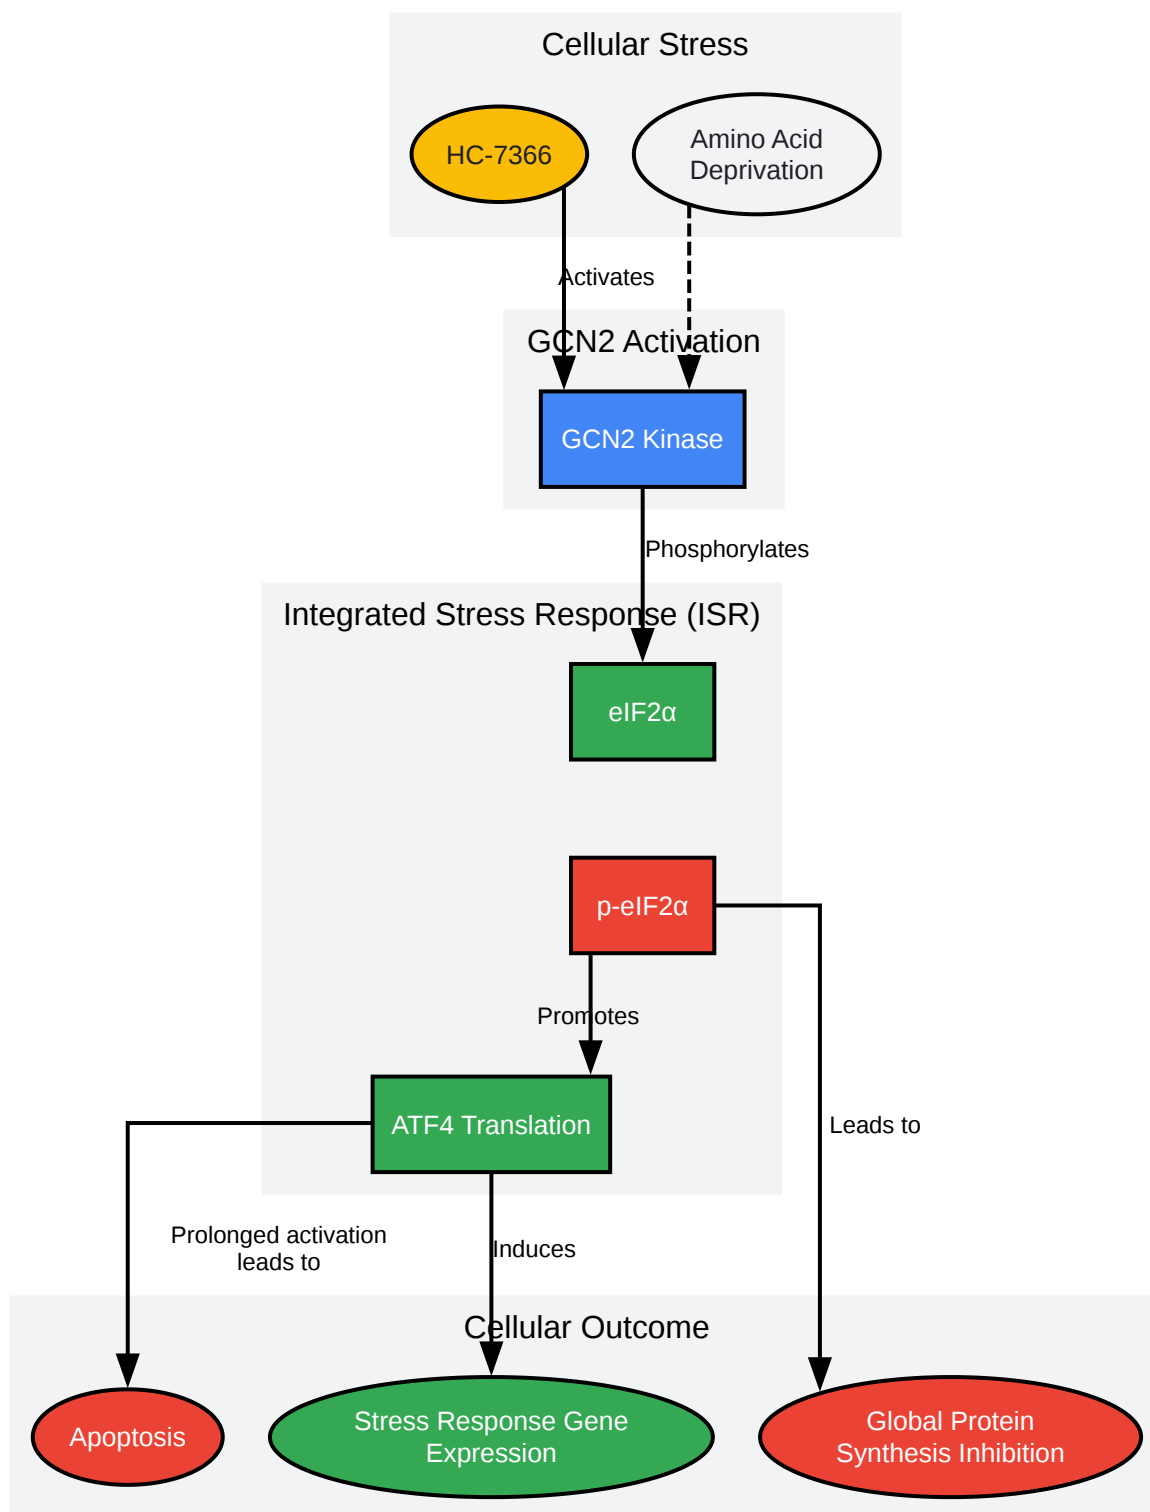 Cellular Stress
HC-7366
Amino Acid
Deprivation
Activates
GCN2 Activation
GCN2 Kinase
Phosphorylates
Integrated Stress Response (ISR)
eIF2α
p-eIF2α
Promotes
ATF4 Translation
Leads to
Prolonged activation
leads to
Induces
Cellular Outcome
Apoptosis
Stress Response Gene
Expression
Global Protein
Synthesis Inhibition